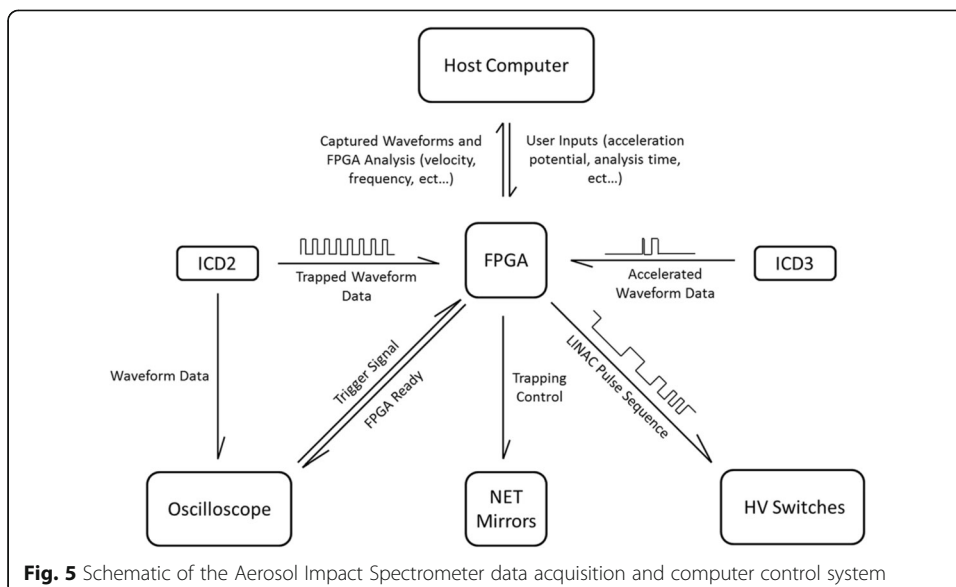 Host Computer
Captured Waveforms and
FPGA Analysis (velocity,
frequency, ect...)
User Inputs (acceleration
potential, analysis time,
ect...)
ICD2
Trapped Waveform
Data
FPGA
Accelerated
Waveform Data
ICD3
Waveform Data
Trigger Signal
FPGA Ready
Trapping
Control
LINAC Pulse Sequence
Oscilloscope
NET
Mirrors
HV Switches
Fig. 5 Schematic of the Aerosol Impact Spectrometer data acquisition and computer control system